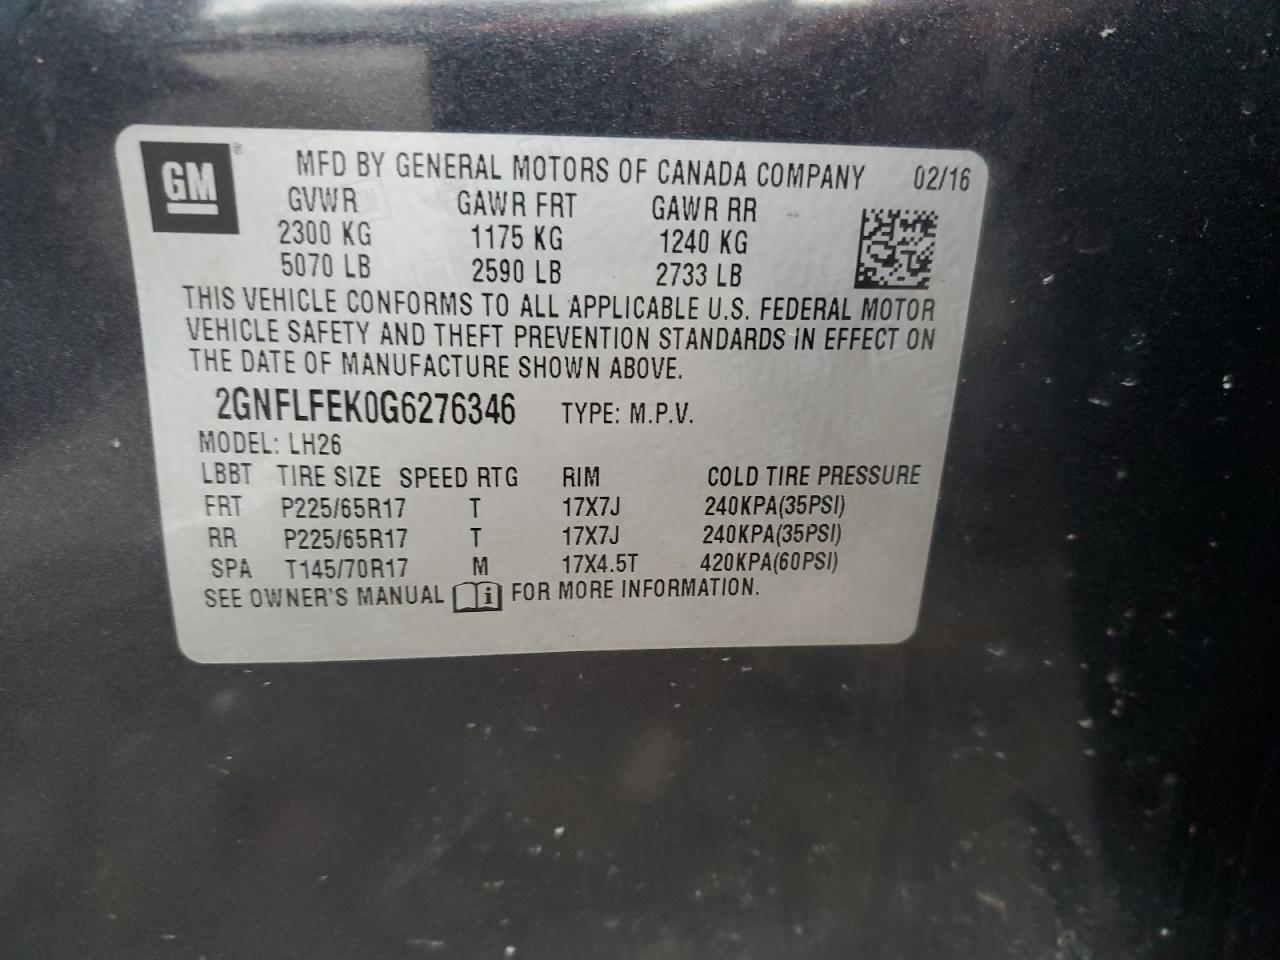 GM® MFD BY GENERAL MOTORS OF CANADA COMPANY 02/16
GVWR GAWR FRT GAWR RR
2300 KG 1175 KG 1240 KG
5070 LB 2590 LB 2733 LB
THIS VEHICLE CONFORMS TO ALL APPLICABLE U.S. FEDERAL MOTOR
VEHICLE SAFETY AND THEFT PREVENTION STANDARDS IN EFFECT ON
THE DATE OF MANUFACTURE SHOWN ABOVE.
2GNFLFEK0G6276346 TYPE: M.P.V.
MODEL: LH26
LBBT TIRE SIZE SPEED RTG RIM COLD TIRE PRESSURE
FRT P225/65R17 T 17X7J 240KPA(35PSI)
RR P225/65R17 T 17X7J 240KPA(35PSI)
SPA T145/70R17 M 17X4.5T 420KPA(60PSI)
SEE OWNER'S MANUAL i FOR MORE INFORMATION.